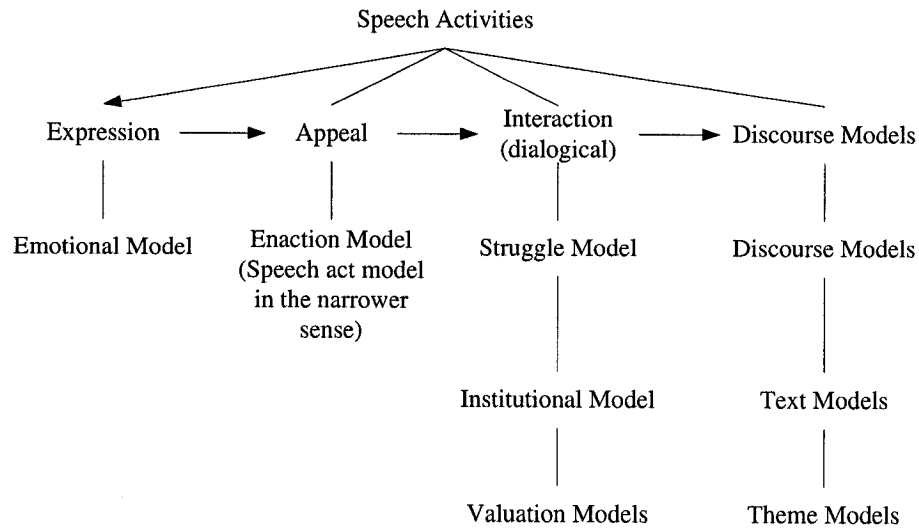 Speech Activities
Expression
Appeal
Interaction
(dialogical)
Discourse Models
Emotional Model
Enaction Model
(Speech act model
in the narrower
sense)
Struggle Model
Discourse Models
Institutional Model
Text Models
Valuation Models
Theme Models